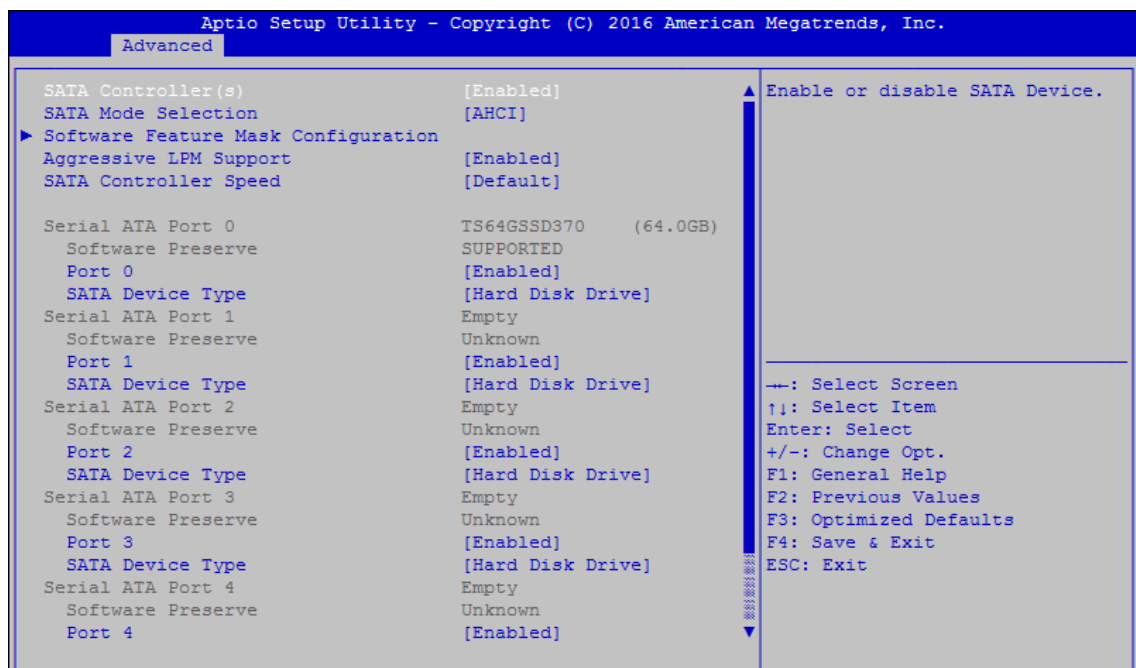 Aptio Setup Utility - Copyright (C) 2016 American Megatrends, Inc.
Advanced
SATA Controller(s) [Enabled]
SATA Mode Selection [AHCI]
► Software Feature Mask Configuration
Aggressive LPM Support [Enabled]
SATA Controller Speed [Default]
Serial ATA Port 0 TS64GSSD370 (64.0GB)
Software Preserve SUPPORTED
Port 0 [Enabled]
SATA Device Type [Hard Disk Drive]
Serial ATA Port 1 Empty
Software Preserve Unknown
Port 1 [Enabled]
SATA Device Type [Hard Disk Drive]
Serial ATA Port 2 Empty
Software Preserve Unknown
Port 2 [Enabled]
SATA Device Type [Hard Disk Drive]
Serial ATA Port 3 Empty
Software Preserve Unknown
Port 3 [Enabled]
SATA Device Type [Hard Disk Drive]
Serial ATA Port 4 Empty
Software Preserve Unknown
Port 4 [Enabled]
Enable or disable SATA Device.
→←: Select Screen
↑↓: Select Item
Enter: Select
+/-: Change Opt.
F1: General Help
F2: Previous Values
F3: Optimized Defaults
F4: Save & Exit
ESC: Exit